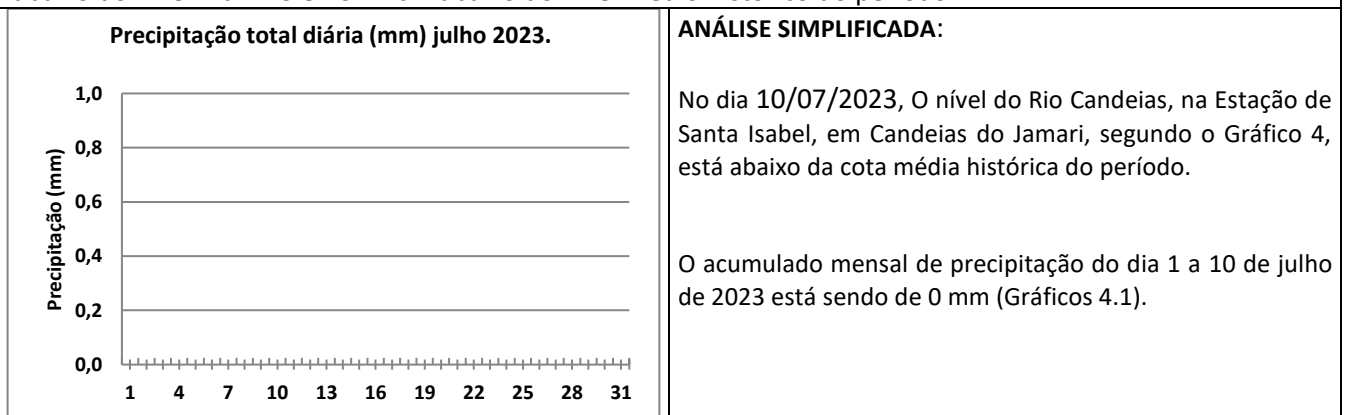 Precipitação total diária (mm) julho 2023.
Precipitação (mm)
1,0
0,8
0,6
0,4
0,2
0,0
1 4 7 10 13 16 19 22 25 28 31
ANÁLISE SIMPLIFICADA:
No dia 10/07/2023, O nível do Rio Candeias, na Estação de
Santa Isabel, em Candeias do Jamari, segundo o Gráfico 4,
está abaixo da cota média histórica do período.
O acumulado mensal de precipitação do dia 1 a 10 de julho
de 2023 está sendo de 0 mm (Gráficos 4.1).